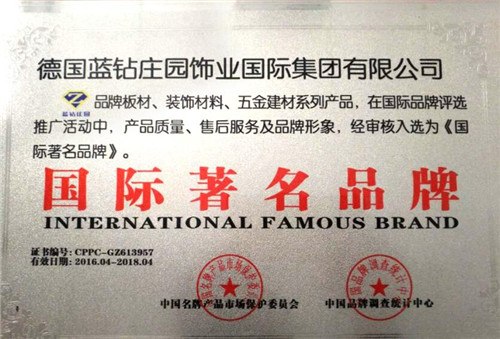 德国蓝钻庄园饰业国际集团有限公司
蓝钻庄园
品牌板材、装饰材料、五金建材系列产品，在国际品牌评选
推广活动中，产品质量、售后服务及品牌形象，经审核入选为《国
际著名品牌》。
国际著名品牌
INTERNATIONAL FAMOUS BRAND
证书编号: CPPC-GZ613957
有效日期: 2016.04-2018.04
中国名牌产品市场保护委员会
中国品牌调查统计中心